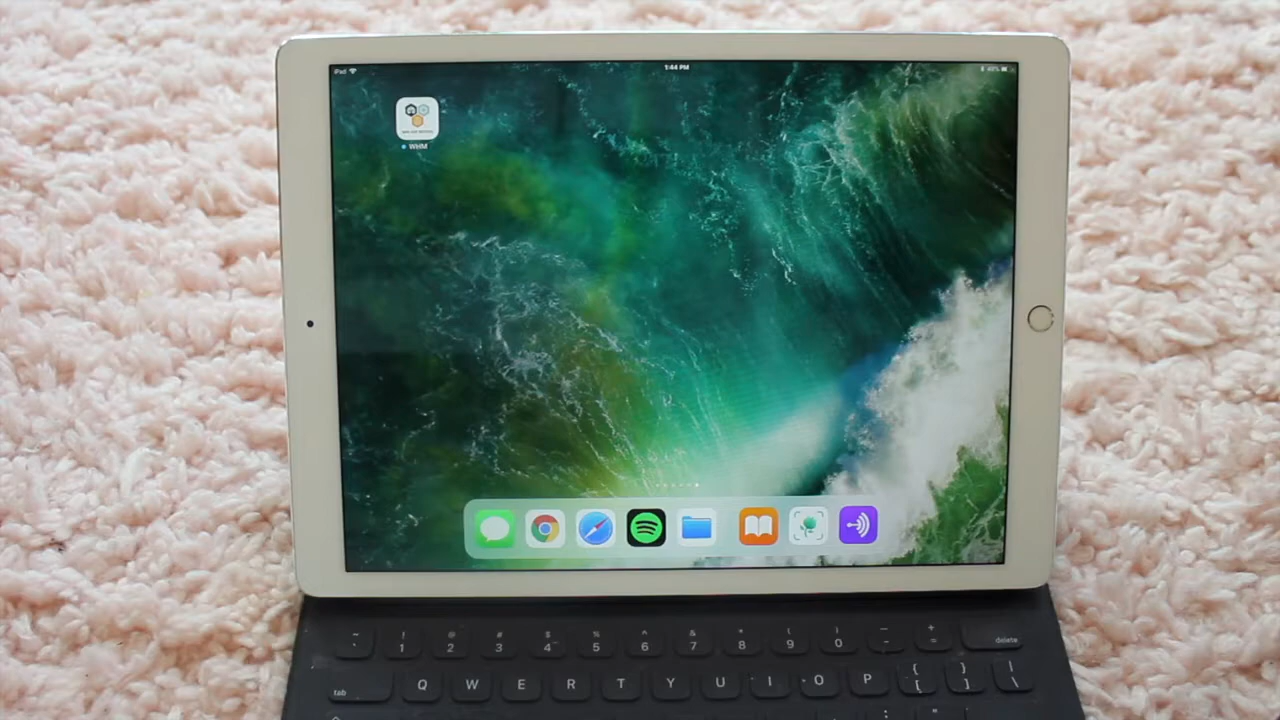 iPad
1:44 PM
WHM
~ ! @ # $ % ^ & * ( ) — +
` 1 2 3 4 5 6 7 8 9 0 - = delete
{ } |
tab Q W E R T Y U I O P [ ] \
: "